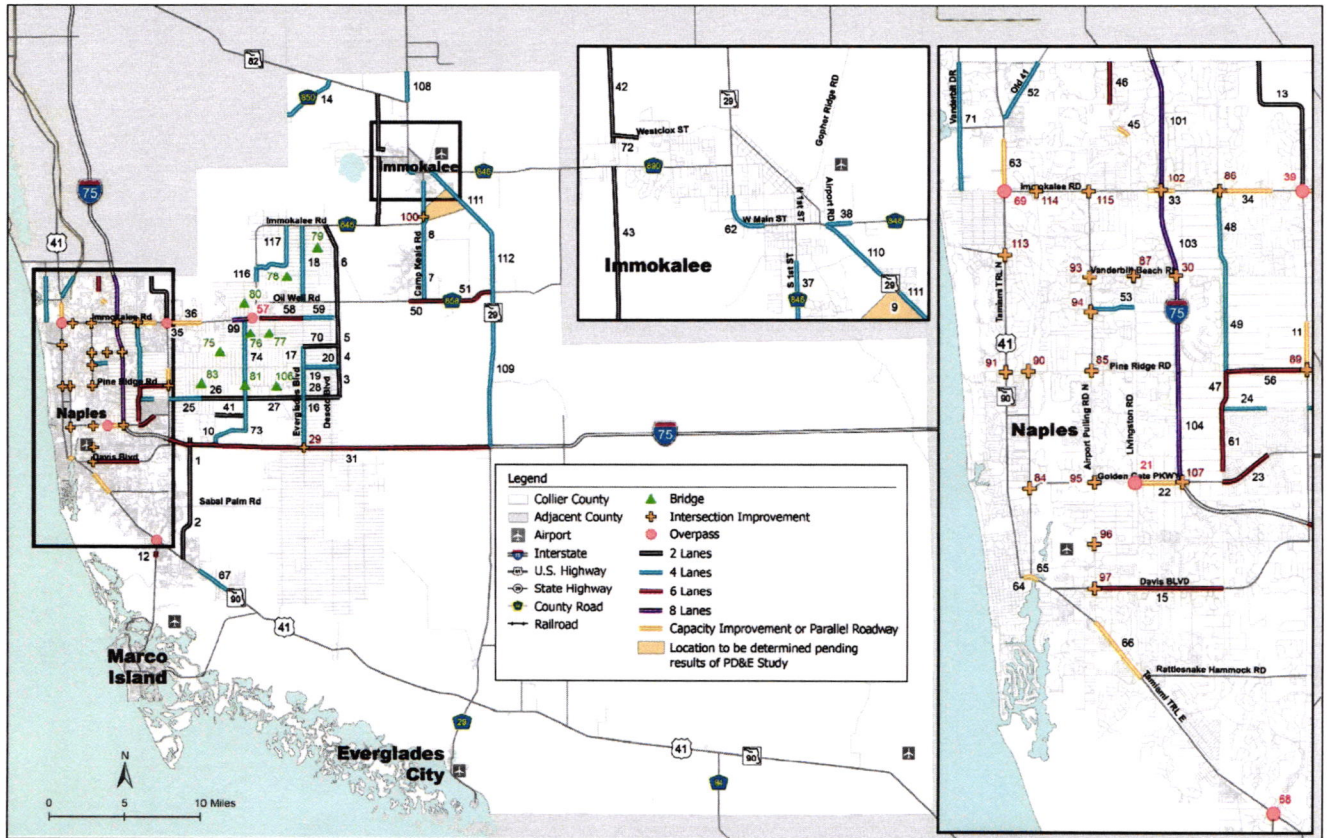 82
850
14
108
Immokalee
846
75
41
111
100
Immokalee Rd
846
79
117
8
6
116
18
Camp Keais Rd
112
78
7
51
Oil Well Rd
858
80
57
58
59
50
29
Immokalee Rd
36
99
35
70
5
75
76
77
17
74
20
4
109
83
81
106
19
3
Pine Ridge Rd
26
28
25
27
16
Everglades Blvd
Desoto Blvd
41
Naples
10
73
29
31
75
Davis Blvd
1
Sabal Palm Rd
2
12
67
90
41
Marco
Island
Everglades
City
29
41
90
94
N
0 5 10 Miles
42
29
Gopher Ridge RD
Westclox ST
72
890
43
N 1st ST
Airport RD
W Main ST
38
846
62
110
S 1st ST
37
Immokalee
846
29
111
9
Legend
Collier County
Adjacent County
Airport
Interstate
U.S. Highway
State Highway
County Road
Railroad
Bridge
Intersection Improvement
Overpass
2 Lanes
4 Lanes
6 Lanes
8 Lanes
Capacity Improvement or Parallel Roadway
Location to be determined pending
results of PD&E Study
Vanderbilt DR
Old 41
52
46
13
101
71
45
63
102
86
39
Immokalee RD
69
114
115
33
34
48
113
103
Tamiami TRL N
93
87
Vanderbilt Beach RD
30
94
53
75
49
11
41
91
90
85
Pine Ridge RD
89
90
47
56
24
Naples
Airport Pulling RD N
Livingston RD
104
61
21
107
84
95
Golden Gate PKWY
22
23
96
65
64
97
Davis BLVD
15
66
Rattlesnake Hammock RD
Tamiami TRL E
68